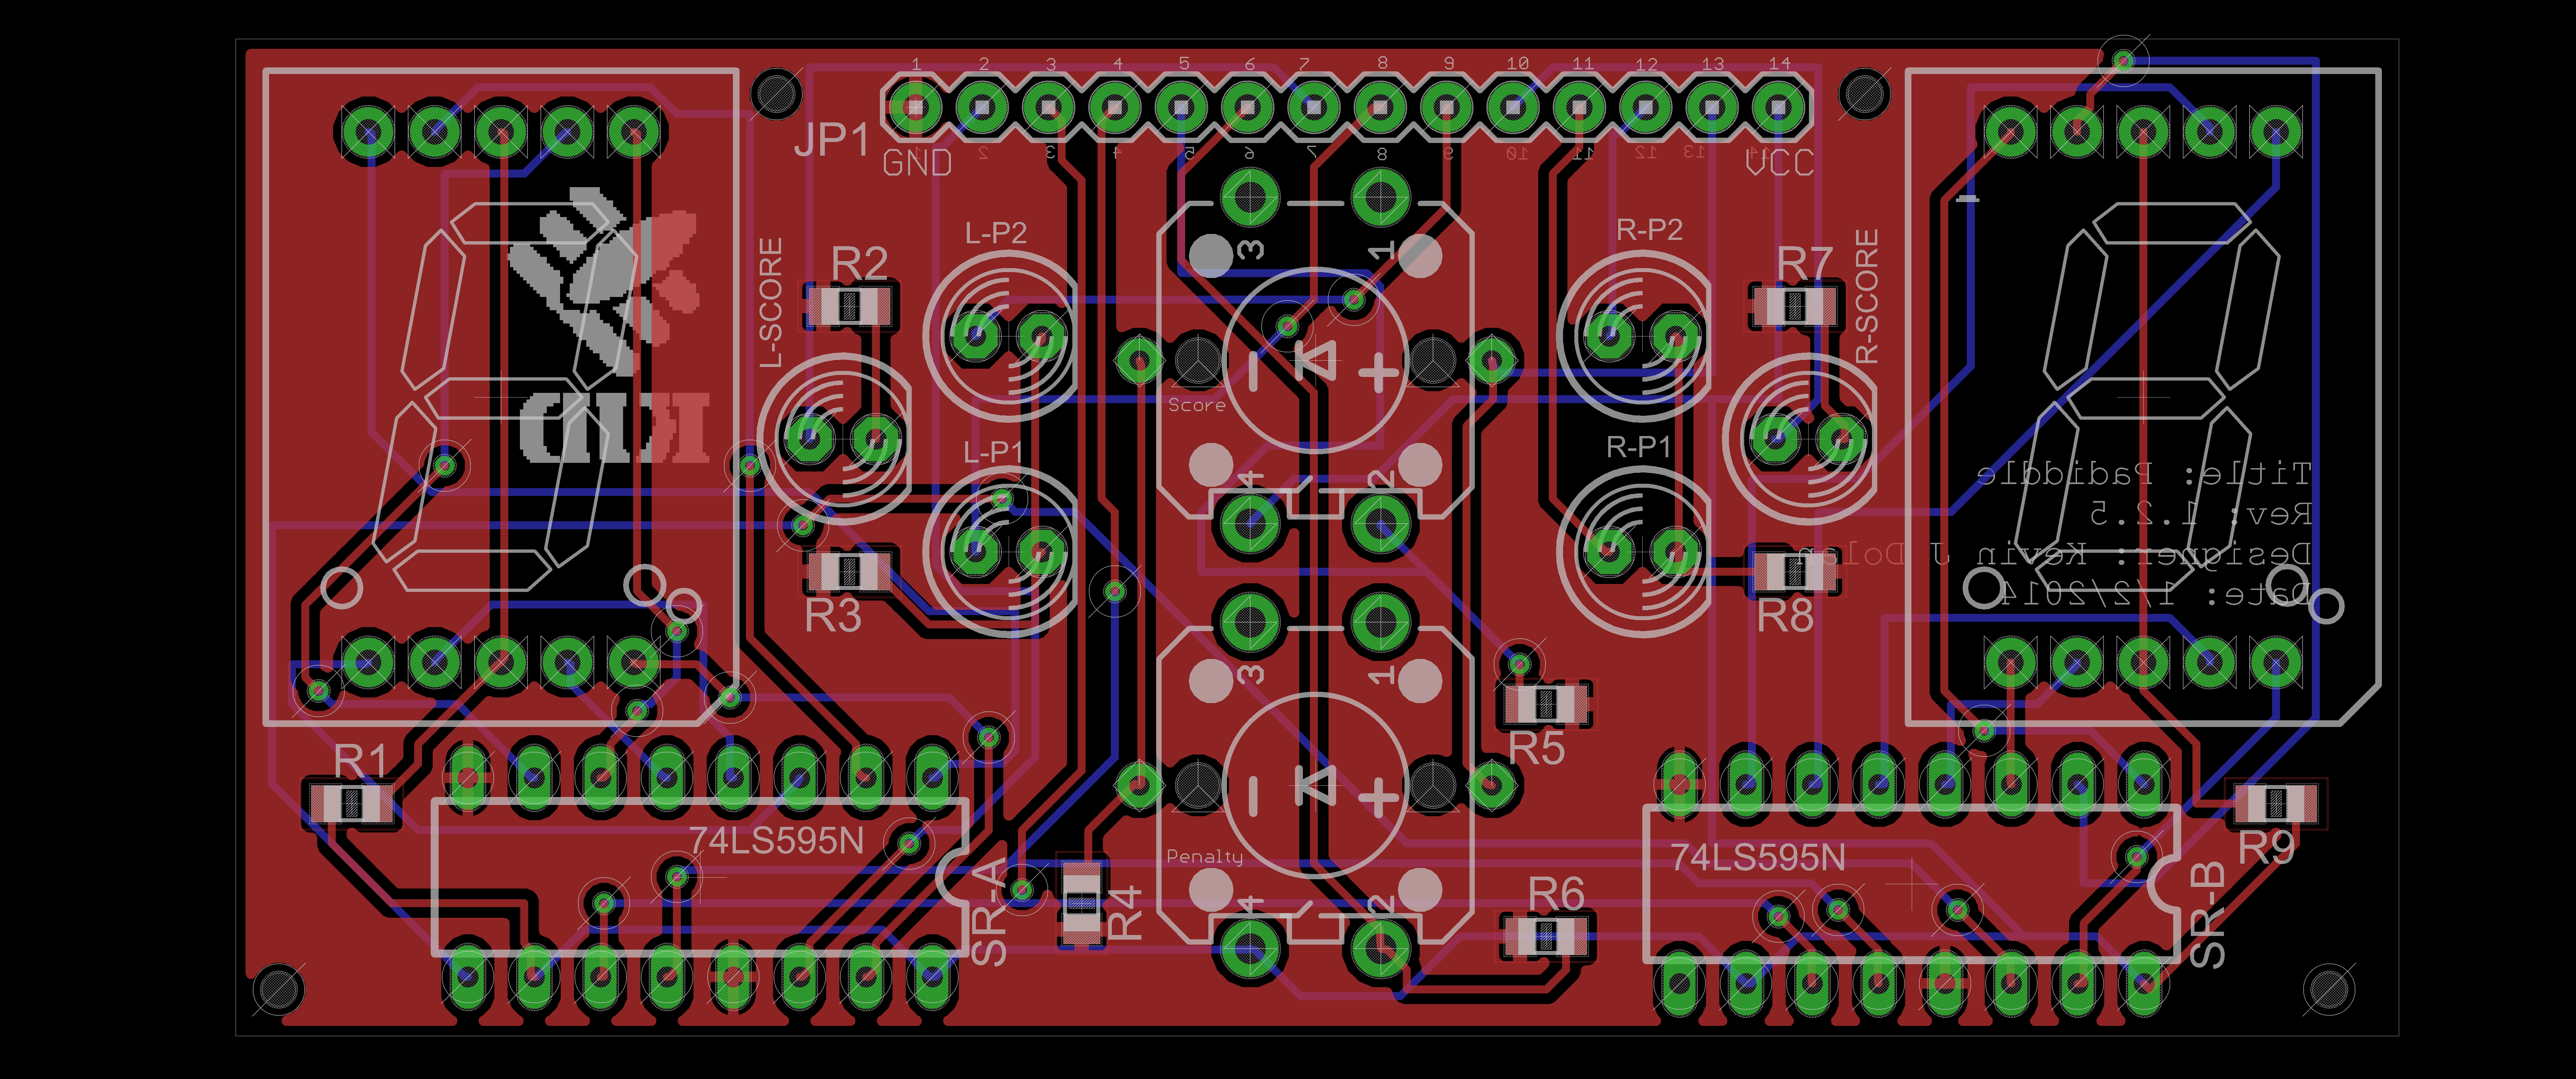 1 2 3 4 5 6 7 8 9 10 11 12 13 14
JP1
GND
1 2 3 4 5 6 7 8 9 10 11 12 13 14
VCC
L-SCORE
R2
L-P2
3 1
R-P2
R7
R-SCORE
- +
Score
L-P1
R-P1
4 2
Title: Padiddle
Rev: 1.2.5
Designer: Kevin J Dolan
Date: 1/2/2014
R3
R8
3 1
R1
R5
- +
74LS595N
SR-A
Penalty
R4
4 2
R6
74LS595N
SR-B
R9